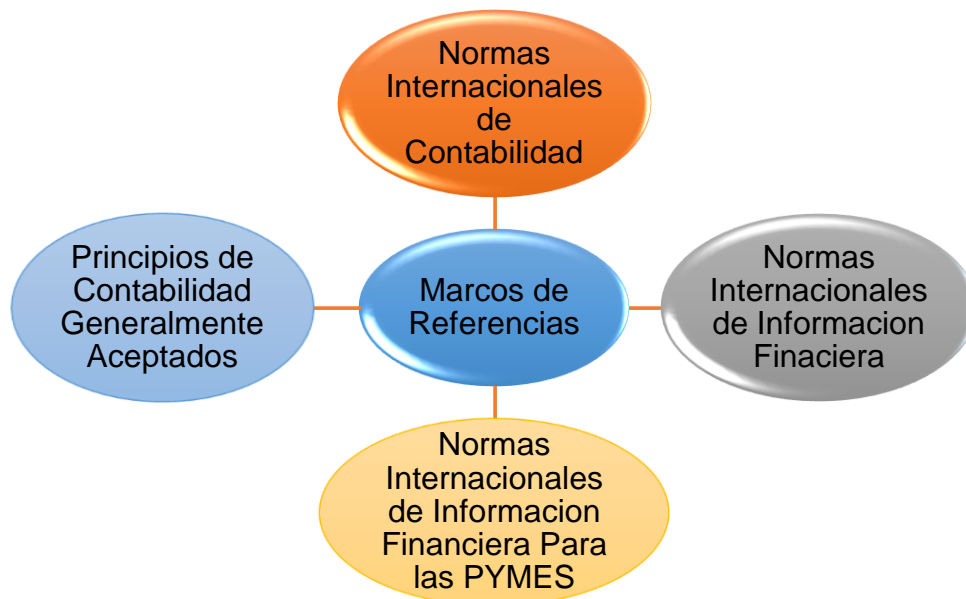 Normas
Internacionales
de
Contabilidad
Principios de
Contabilidad
Generalmente
Aceptados
Marcos de
Referencias
Normas
Internacionales
de Informacion
Finaciera
Normas
Internacionales
de Informacion
Financiera Para
las PYMES